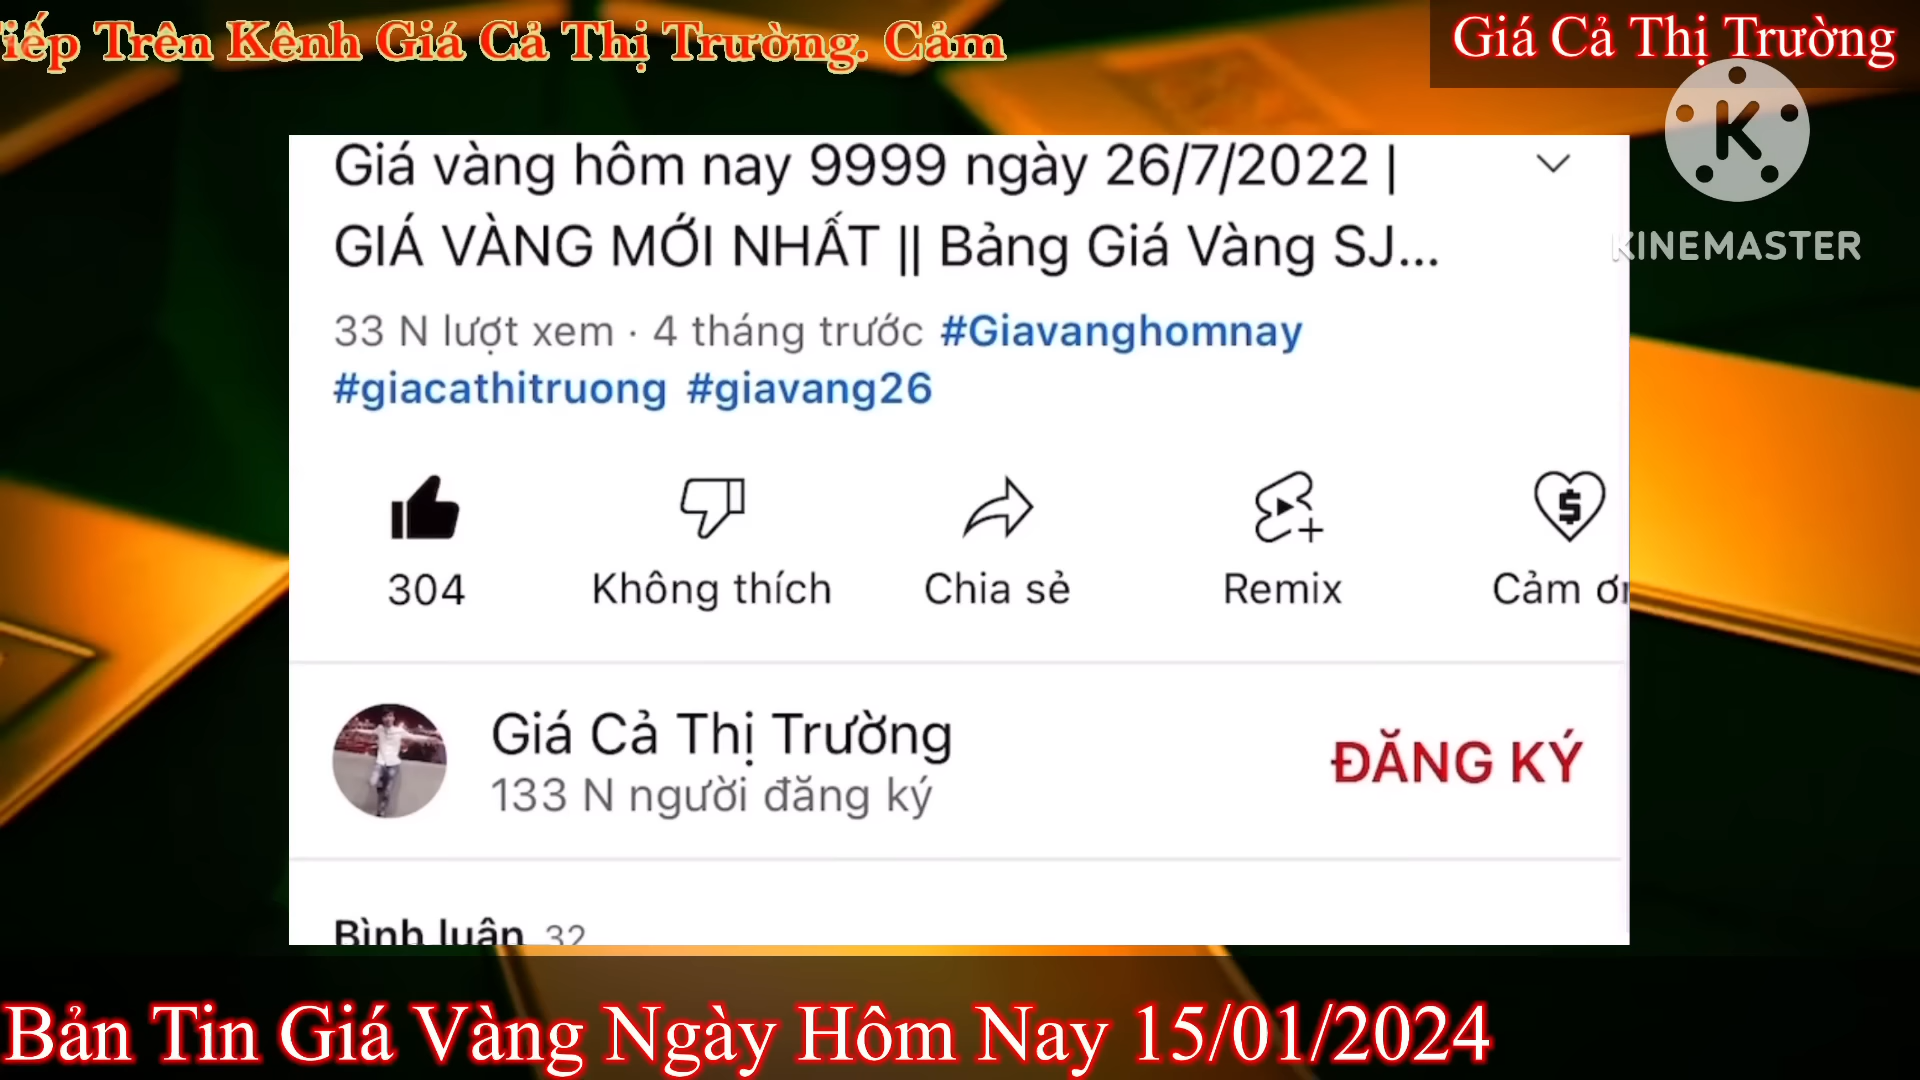 iếp Trên Kênh Giá Cả Thị Trường. Cảm
Giá Cả Thị Trường
K
KINEMASTER
Giá vàng hôm nay 9999 ngày 26/7/2022 |
GIÁ VÀNG MỚI NHẤT || Bảng Giá Vàng SJ...
33 N lượt xem · 4 tháng trước #Giavanghomnay
#giacathitruong #giavang26
304 Không thích Chia sẻ Remix Cảm ơn
Giá Cả Thị Trường
133 N người đăng ký
ĐĂNG KÝ
Bình luận 32
Bản Tin Giá Vàng Ngày Hôm Nay 15/01/2024